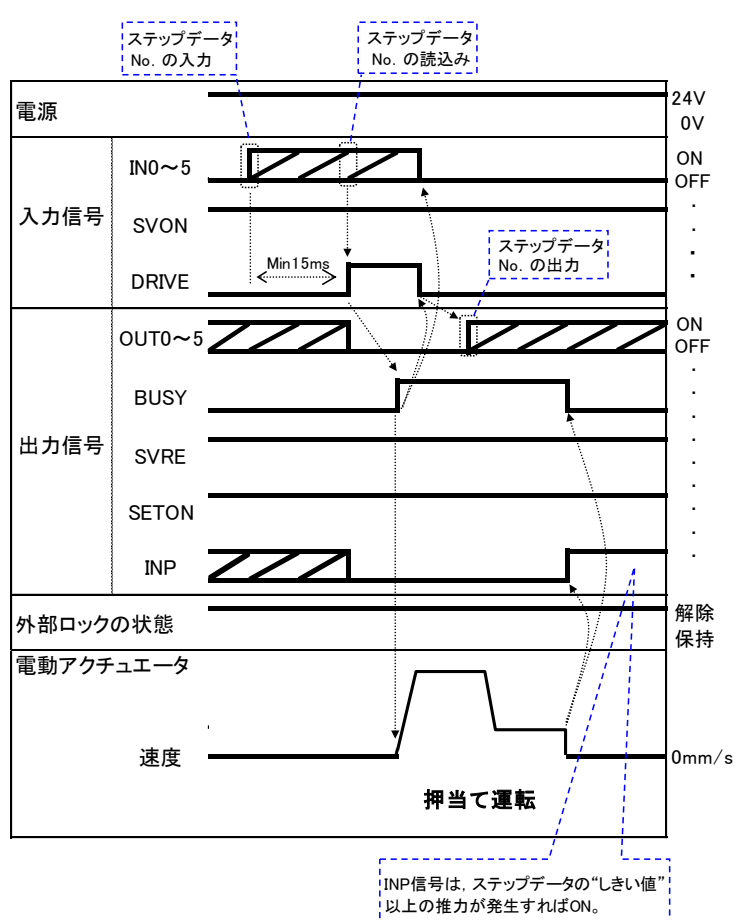 ステップデータ
No. の入力
ステップデータ
No. の読込み
電源
24V
0V
入力信号
IN0～5
ON
OFF
SVON
DRIVE
Min15ms
ステップデータ
No. の出力
出力信号
OUT0～5
ON
OFF
BUSY
SVRE
SETON
INP
外部ロックの状態
解除
保持
電動アクチュエータ
速度
0mm/s
押当て運転
INP信号は，ステップデータの“しきい値”
以上の推力が発生すればON。